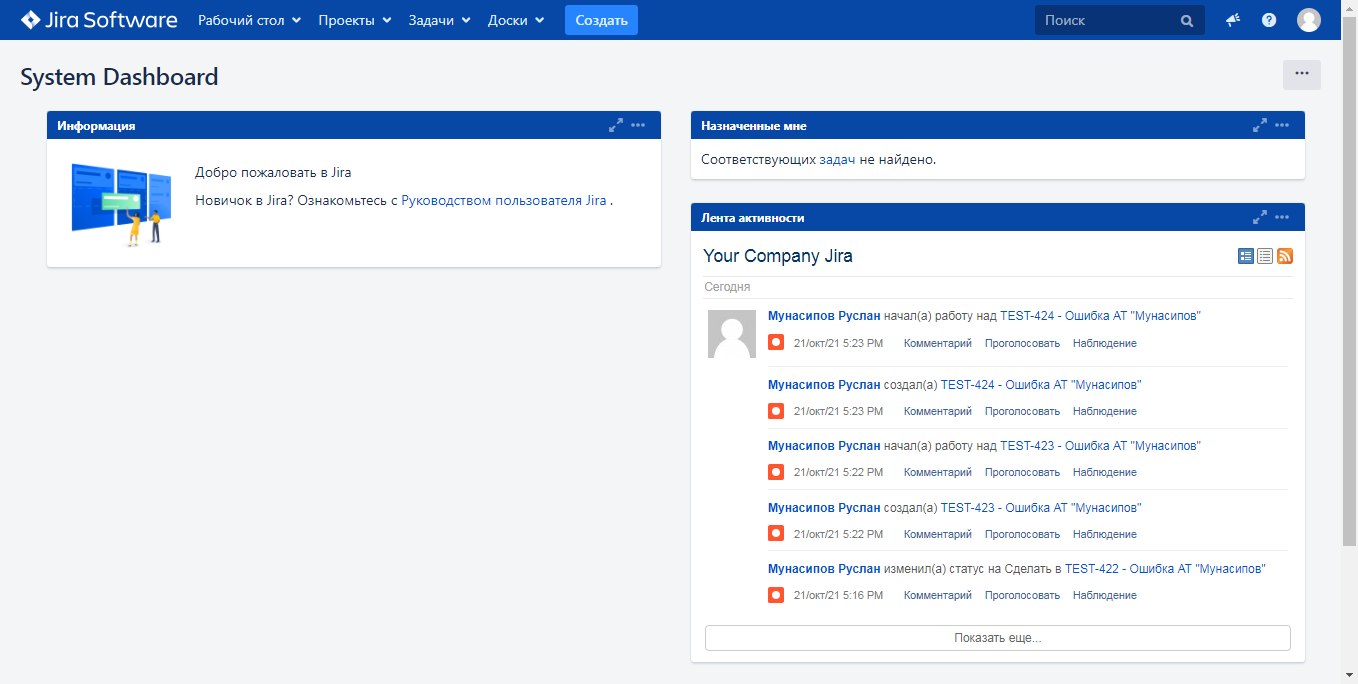 Jira Software Рабочий стол Проекты Задачи Доски Создать Поиск
System Dashboard
Информация
Добро пожаловать в Jira
Новичок в Jira? Ознакомьтесь с Руководством пользователя Jira .
Назначенные мне
Соответствующих задач не найдено.
Лента активности
Your Company Jira
Сегодня
Мунасипов Руслан начал(а) работу над TEST-424 - Ошибка АТ "Мунасипов"
21/окт/21 5:23 PM Комментарий Проголосовать Наблюдение
Мунасипов Руслан создал(а) TEST-424 - Ошибка АТ "Мунасипов"
21/окт/21 5:23 PM Комментарий Проголосовать Наблюдение
Мунасипов Руслан начал(а) работу над TEST-423 - Ошибка АТ "Мунасипов"
21/окт/21 5:22 PM Комментарий Проголосовать Наблюдение
Мунасипов Руслан создал(а) TEST-423 - Ошибка АТ "Мунасипов"
21/окт/21 5:22 PM Комментарий Проголосовать Наблюдение
Мунасипов Руслан изменил(а) статус на Сделать в TEST-422 - Ошибка АТ "Мунасипов"
21/окт/21 5:16 PM Комментарий Проголосовать Наблюдение
Показать еще...